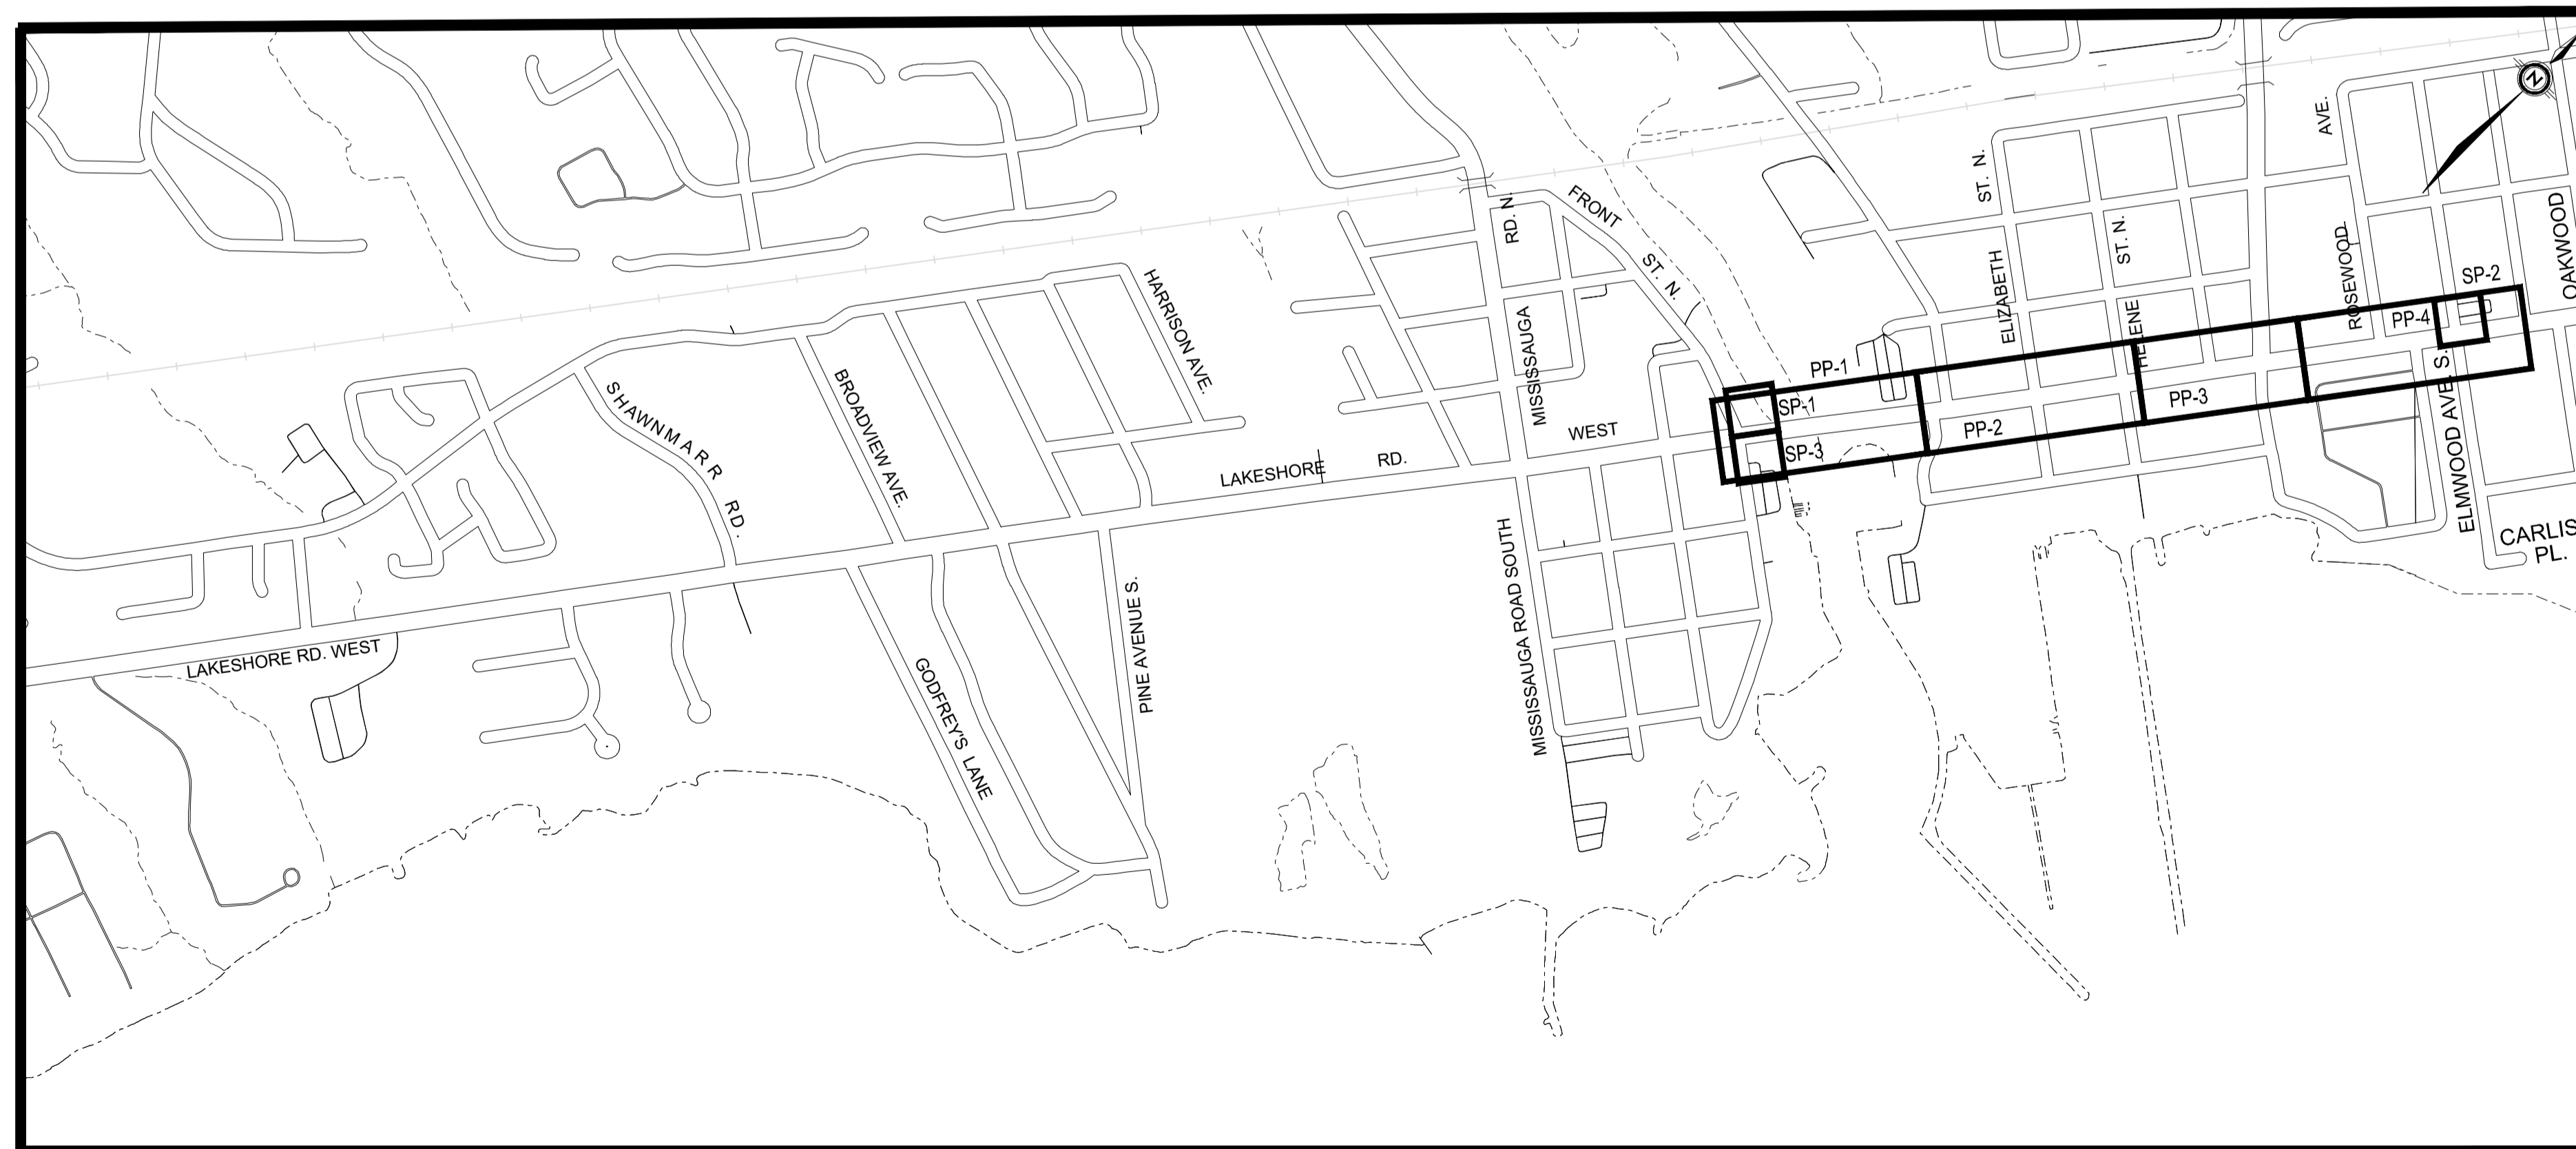 AVE.
N
ST. N.
FRONT
ST. N.
RD. N.
ST. N.
OAKWOOD
HARRISON AVE.
ELIZABETH
ROSEWOOD
SP-2
HELENE
MISSISSAUGA
PP-4
PP-1
SHAWNMARR RD.
BROADVIEW AVE.
SP-1
PP-3
ELMWOOD AVE. S.
WEST
PP-2
SP-3
LAKESHORE RD.
MISSISSAUGA ROAD SOUTH
CARLIS
PL.
PINE AVENUE S.
LAKESHORE RD. WEST
GODFREY'S LANE